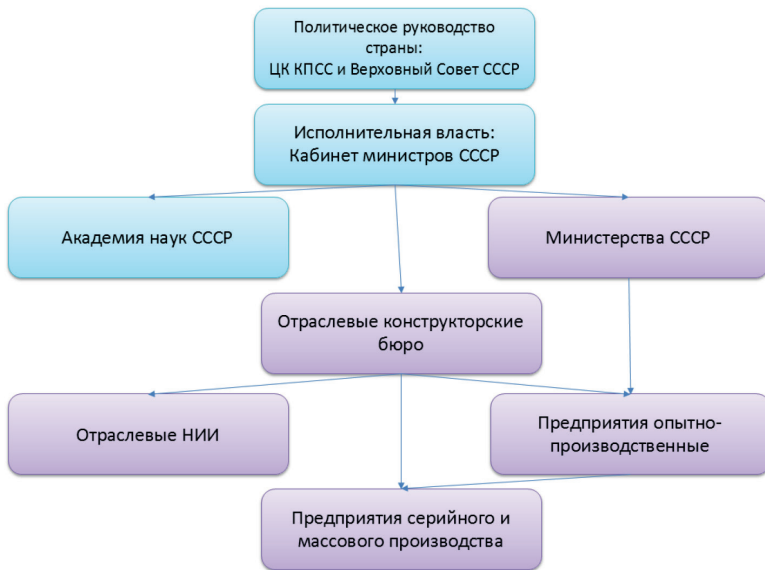 Политическое руководство
страны:
ЦК КПСС и Верховный Совет СССР
Исполнительная власть:
Кабинет министров СССР
Академия наук СССР
Министерства СССР
Отраслевые конструкторские
бюро
Отраслевые НИИ
Предприятия опытно-
производственные
Предприятия серийного и
массового производства